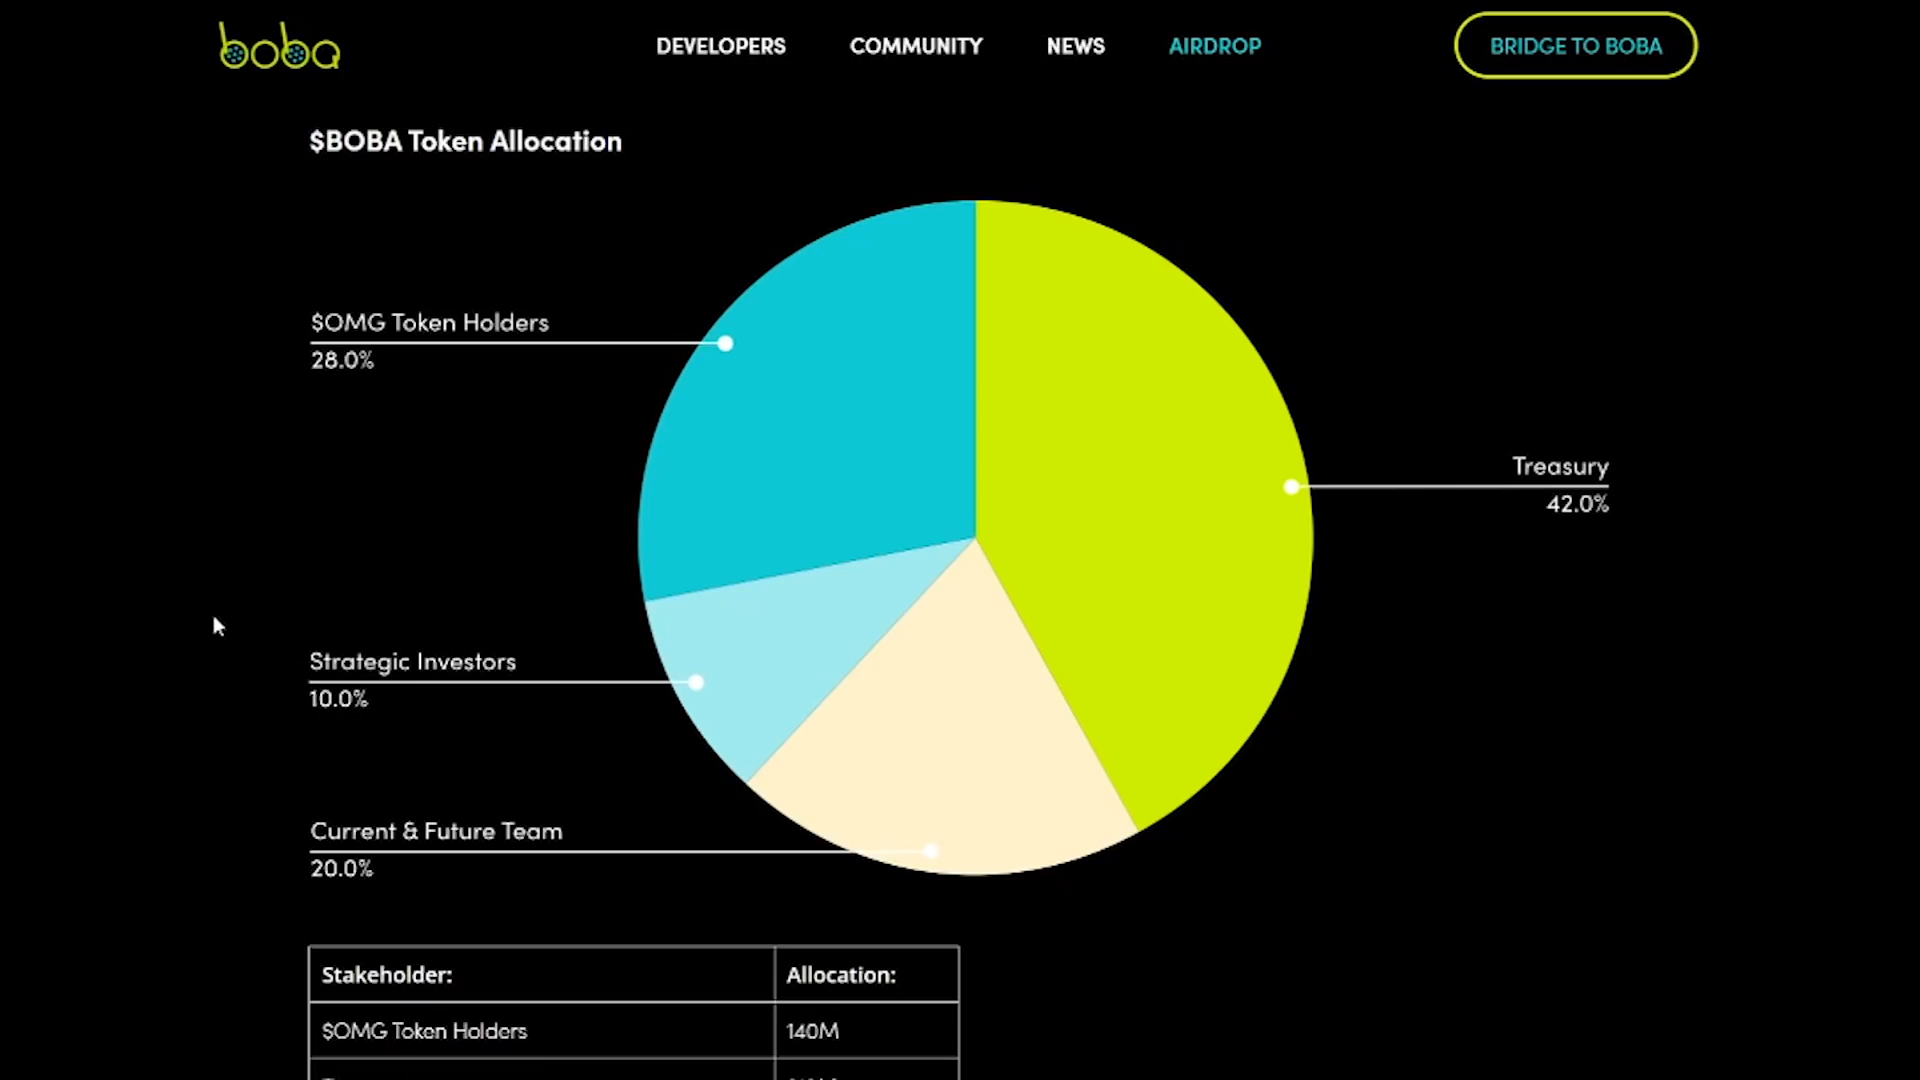 boba
DEVELOPERS
COMMUNITY
NEWS
AIRDROP
BRIDGE TO BOBA
$BOBA Token Allocation
$OMG Token Holders
28.0%
Treasury
42.0%
Strategic Investors
10.0%
Current & Future Team
20.0%
Stakeholder:
Allocation:
$OMG Token Holders
140M